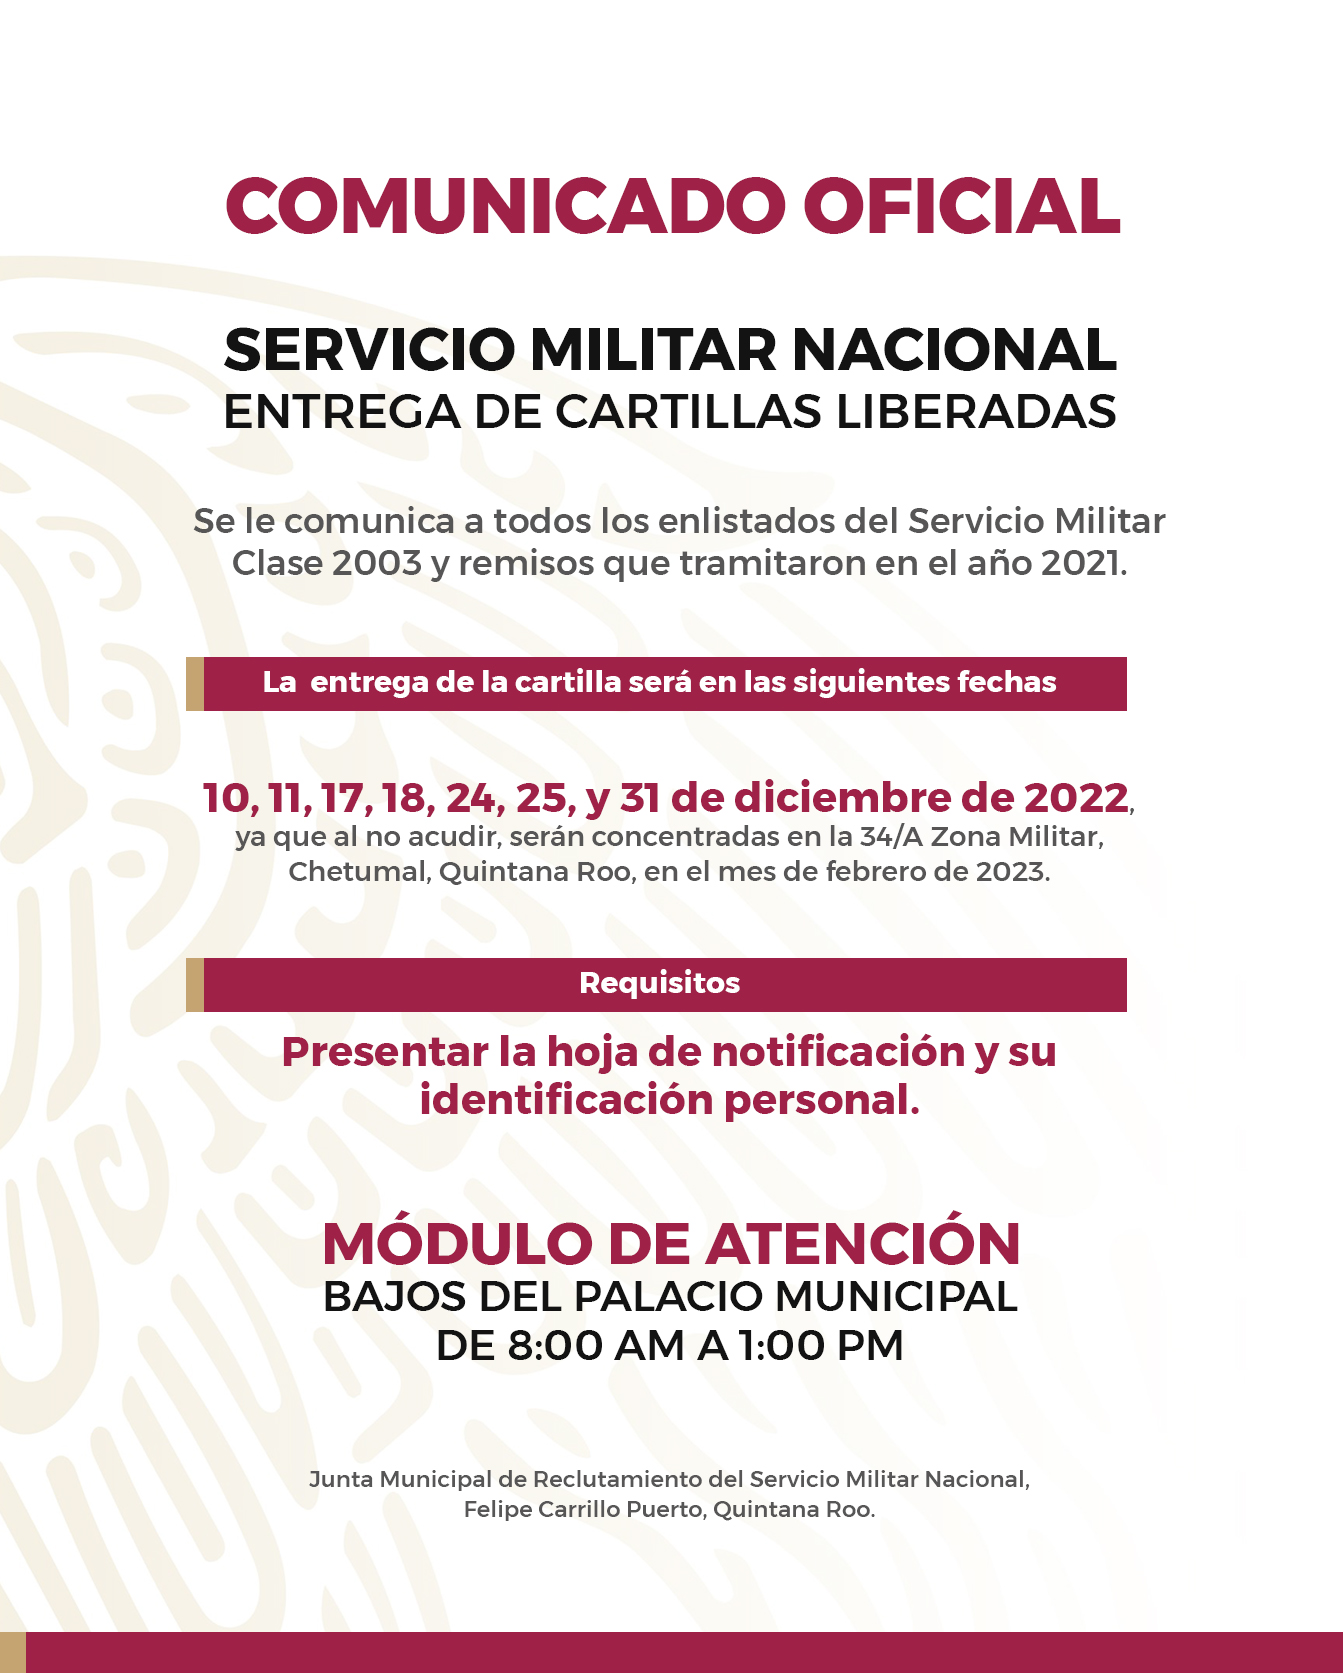 COMUNICADO OFICIAL
SERVICIO MILITAR NACIONAL
ENTREGA DE CARTILLAS LIBERADAS
Se le comunica a todos los enlistados del Servicio Militar
Clase 2003 y remisos que tramitaron en el año 2021.
La entrega de la cartilla será en las siguientes fechas
10, 11, 17, 18, 24, 25, y 31 de diciembre de 2022,
ya que al no acudir, serán concentradas en la 34/A Zona Militar,
Chetumal, Quintana Roo, en el mes de febrero de 2023.
Requisitos
Presentar la hoja de notificación y su
identificación personal.
MÓDULO DE ATENCIÓN
BAJOS DEL PALACIO MUNICIPAL
DE 8:00 AM A 1:00 PM
Junta Municipal de Reclutamiento del Servicio Militar Nacional,
Felipe Carrillo Puerto, Quintana Roo.